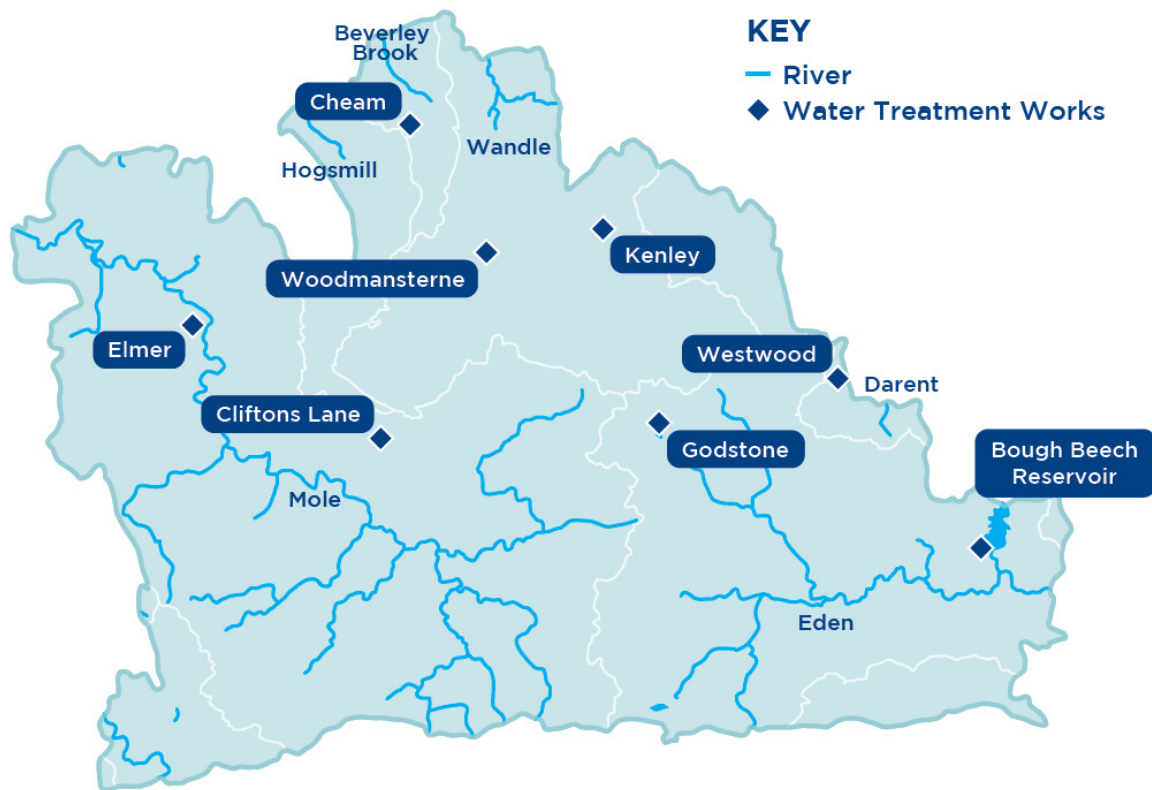 KEY
River
Water Treatment Works
Beverley
Brook
Cheam
Wandle
Hogsmill
Woodmansterne
Kenley
Elmer
Westwood
Darent
Cliftons Lane
Godstone
Bough Beech
Reservoir
Mole
Eden